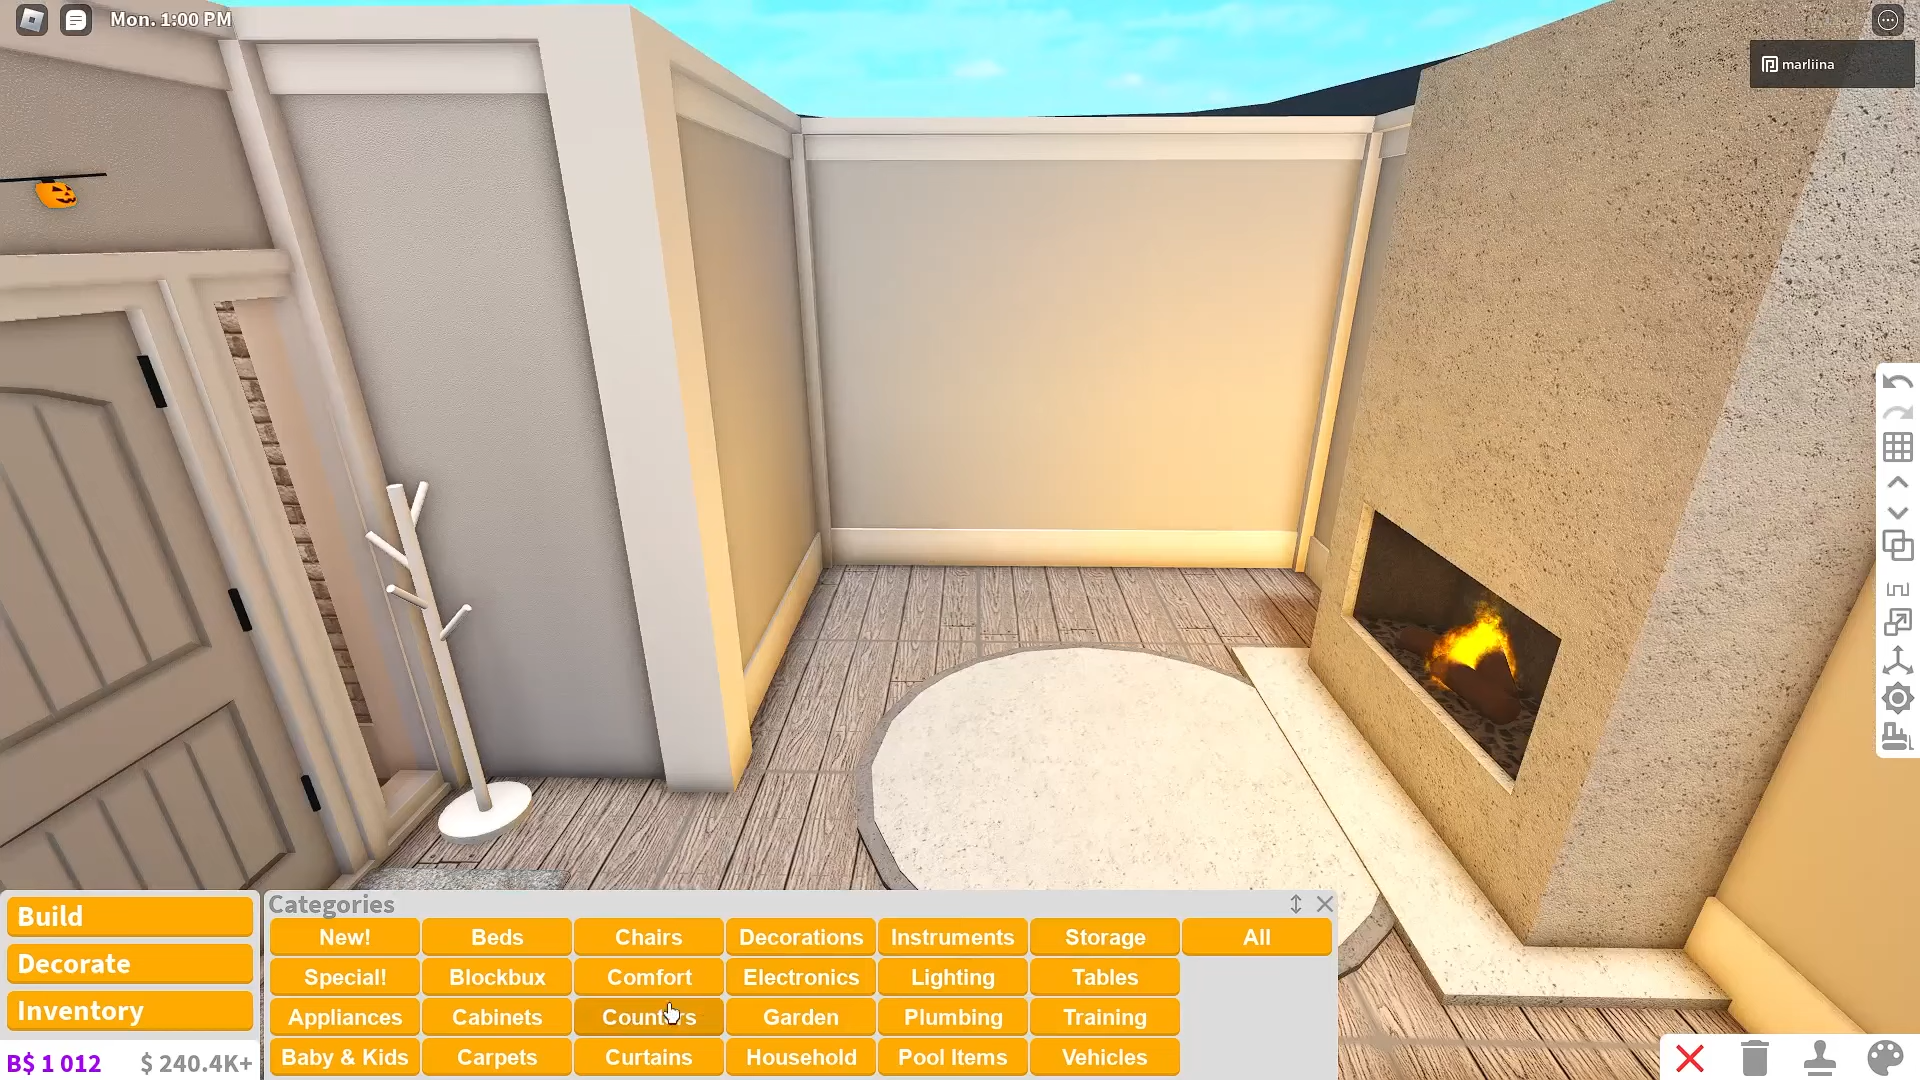 Mon. 1:00 PM
marliina
Build
Decorate
Inventory
B$ 1 012 $ 240.4K+
Categories
New! Beds Chairs Decorations Instruments Storage All
Special! Blockbux Comfort Electronics Lighting Tables
Appliances Cabinets Counters Garden Plumbing Training
Baby & Kids Carpets Curtains Household Pool Items Vehicles